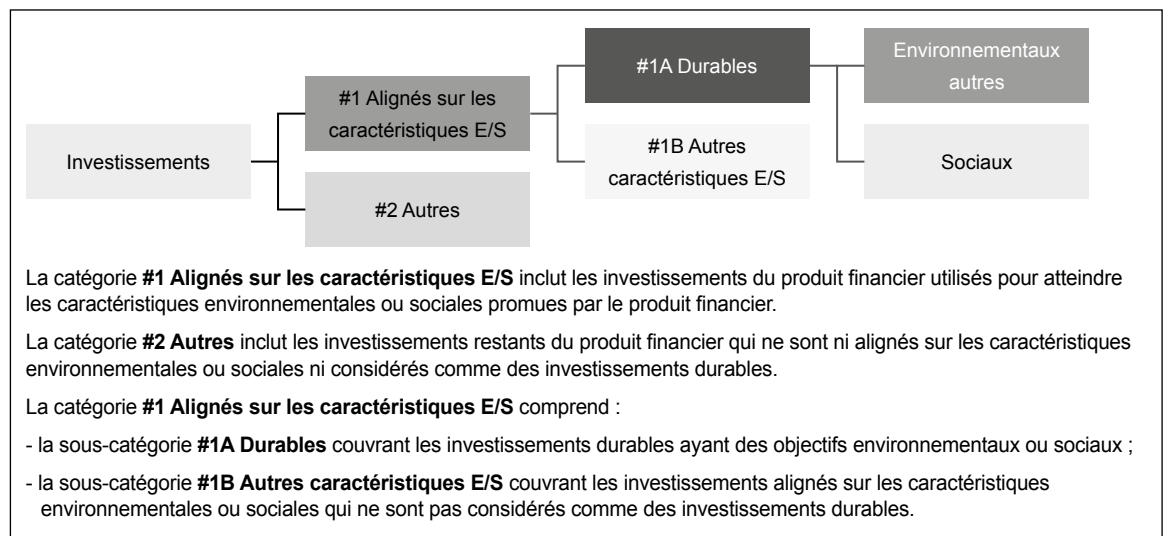 #1A Durables
Environnementaux
autres
#1 Alignés sur les
caractéristiques E/S
Investissements
#1B Autres
caractéristiques E/S
Sociaux
#2 Autres
La catégorie #1 Alignés sur les caractéristiques E/S inclut les investissements du produit financier utilisés pour atteindre
les caractéristiques environnementales ou sociales promues par le produit financier.
La catégorie #2 Autres inclut les investissements restants du produit financier qui ne sont ni alignés sur les caractéristiques
environnementales ou sociales ni considérés comme des investissements durables.
La catégorie #1 Alignés sur les caractéristiques E/S comprend :
- la sous-catégorie #1A Durables couvrant les investissements durables ayant des objectifs environnementaux ou sociaux ;
- la sous-catégorie #1B Autres caractéristiques E/S couvrant les investissements alignés sur les caractéristiques
environnementales ou sociales qui ne sont pas considérés comme des investissements durables.